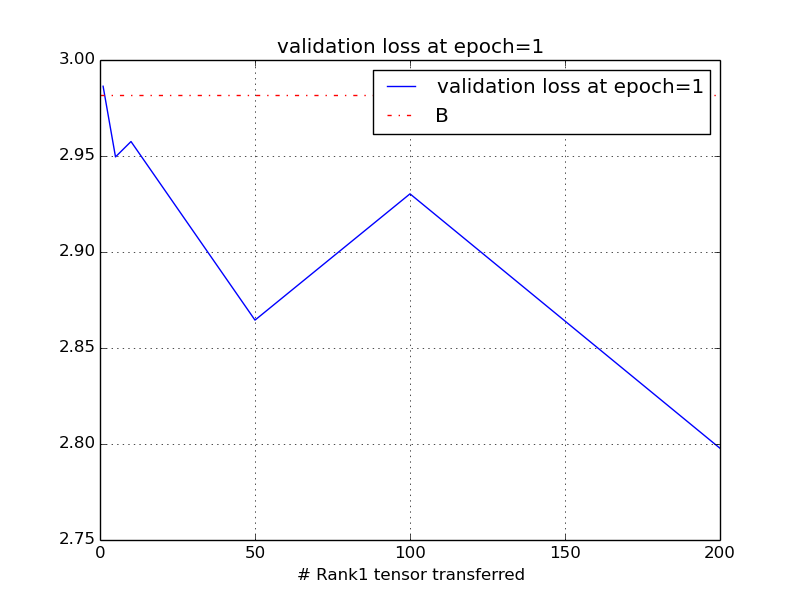 validation loss at epoch=1
3.00
2.95
2.90
2.85
2.80
2.75
validation loss at epoch=1
B
0 50 100 150 200
# Rank1 tensor transferred